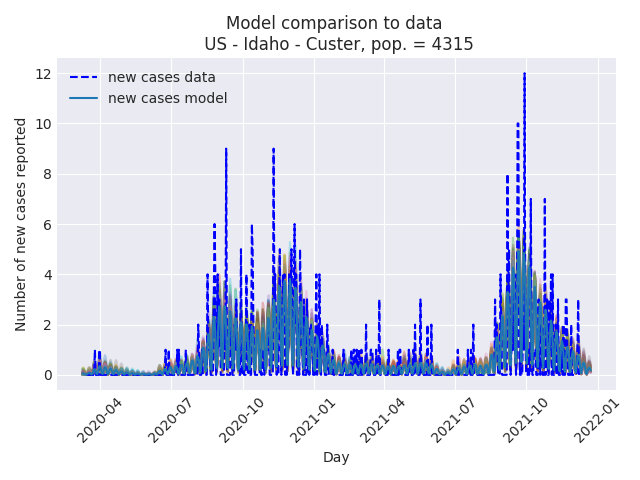 Model comparison to data
US - Idaho - Custer, pop. = 4315
new cases data
new cases model
Number of new cases reported
12
10
8
6
4
2
0
2020-04
2020-07
2020-10
2021-01
2021-04
2021-07
2021-10
2022-01
Day